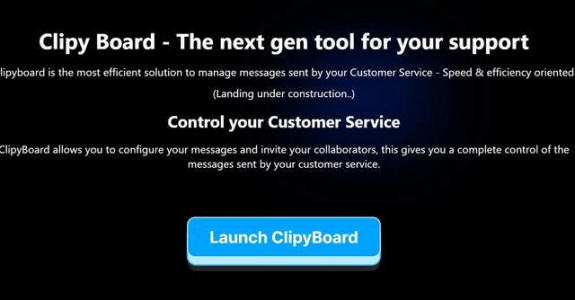 Clipy Board - The next gen tool for your support
lipyboard is the most efficient solution to manage messages sent by your Customer Service - Speed & efficiency oriented
(Landing under construction..)
Control your Customer Service
ClipyBoard allows you to configure your messages and invite your collaborators, this gives you a complete control of the
messages sent by your customer service.
Launch ClipyBoard